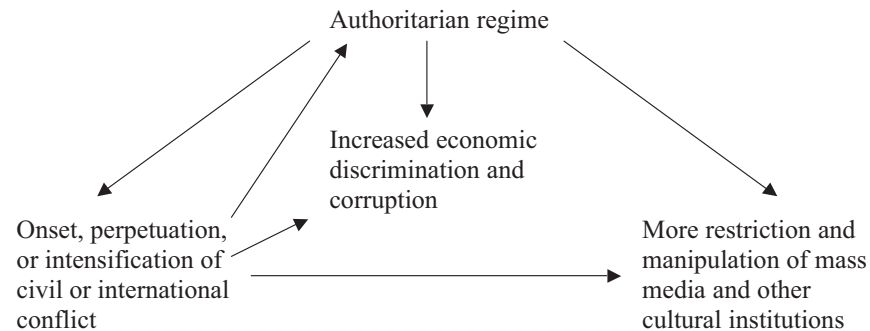 Authoritarian regime
Increased economic
discrimination and
corruption
Onset, perpetuation,
or intensification of
civil or international
conflict
More restriction and
manipulation of mass
media and other
cultural institutions